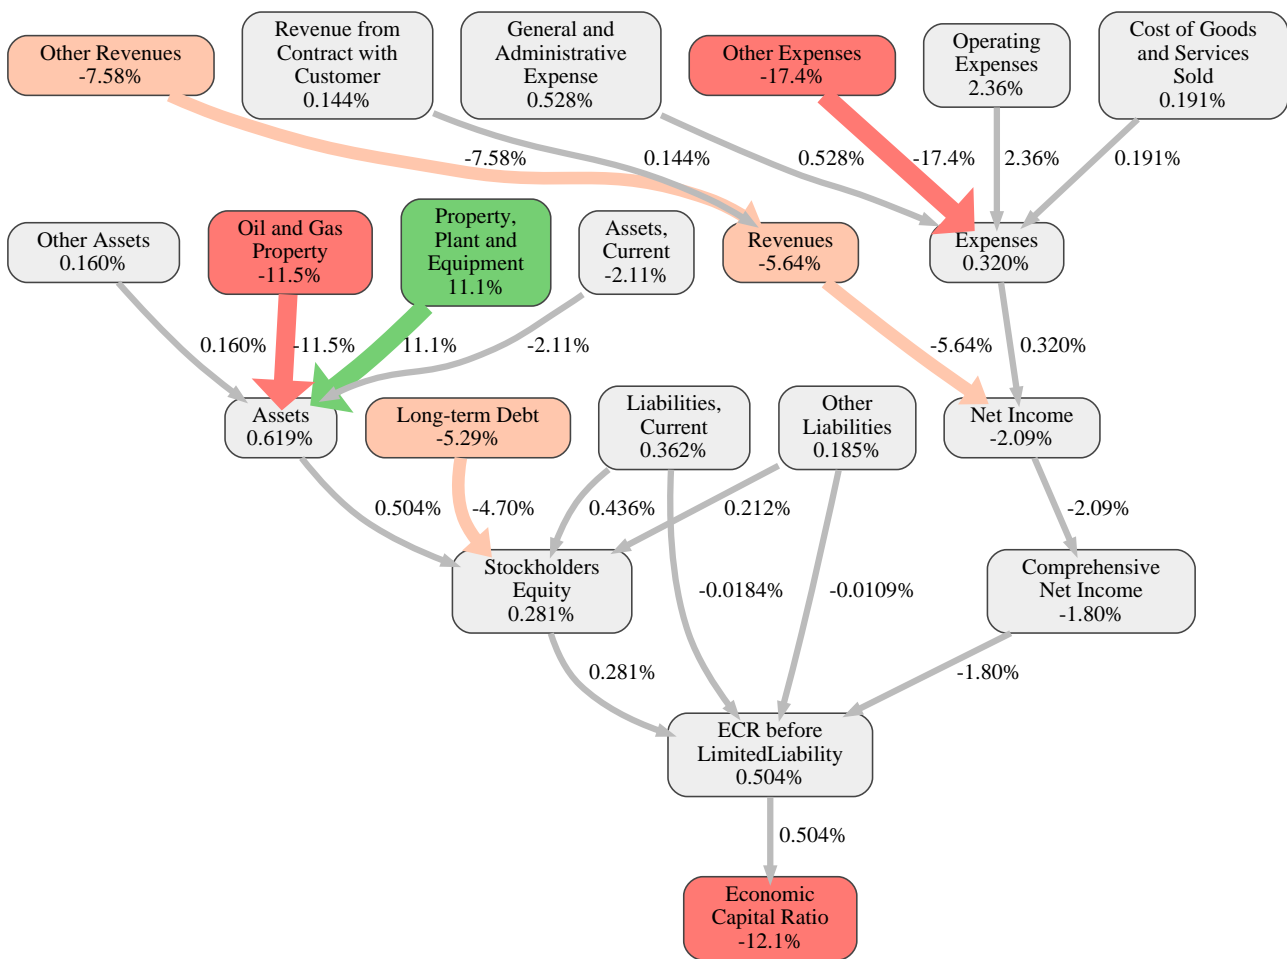 Other Revenues
-7.58%
Revenue from
Contract with
Customer
0.144%
General and
Administrative
Expense
0.528%
Other Expenses
-17.4%
Operating
Expenses
2.36%
Cost of Goods
and Services
Sold
0.191%
-7.58%
0.144%
0.528%
-17.4%
2.36%
0.191%
Other Assets
0.160%
Oil and Gas
Property
-11.5%
Property,
Plant and
Equipment
11.1%
Assets,
Current
-2.11%
Revenues
-5.64%
Expenses
0.320%
0.160%
-11.5%
11.1%
-2.11%
-5.64%
0.320%
Assets
0.619%
Long-term Debt
-5.29%
Liabilities,
Current
0.362%
Other
Liabilities
0.185%
Net Income
-2.09%
0.504%
-4.70%
0.436%
0.212%
-2.09%
Stockholders
Equity
0.281%
-0.0184%
-0.0109%
Comprehensive
Net Income
-1.80%
0.281%
-1.80%
ECR before
LimitedLiability
0.504%
0.504%
Economic
Capital Ratio
-12.1%